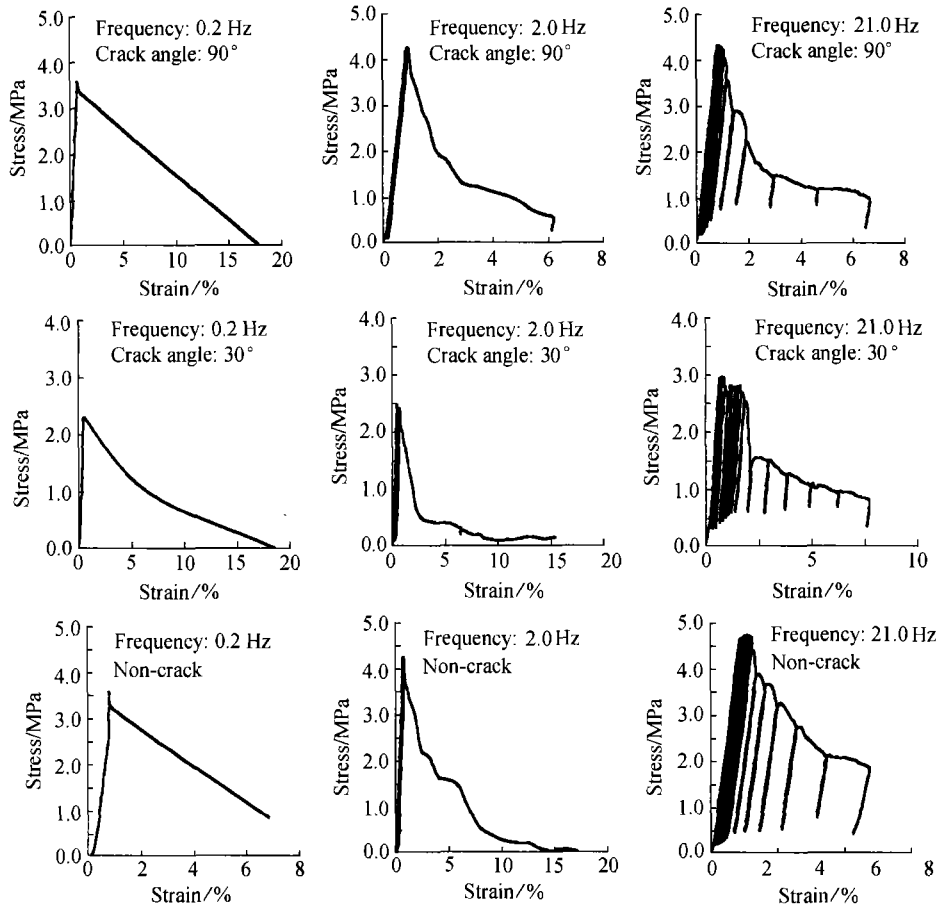 5.0
4.0
3.0
2.0
1.0
0.0
Stress/MPa
Frequency: 0.2 Hz
Crack angle: 90°
0 5 10 15 20
Strain/%
5.0
4.0
3.0
2.0
1.0
0
Stress/MPa
2.0 Hz
Frequency:
Crack angle: 90°
0 2 4 6 8
Strain/%
5.0
4.0
3.0
2.0
1.0
0.0
Stress/MPa
Frequency: 21.0 Hz
Crack angle: 90°
0 2 4 6 8
Strain/%
4.0
3.0
2.0
1.0
0.0
Stress/MPa
Frequency: 0.2 Hz
Crack angle: 30°
0 5 10 15 20
Strain/%
4.0
3.0
2.0
1.0
0.0
Stress/MPa
Frequency: 2.0 Hz
Crack angle: 30°
0 5 10 15 20
Strain/%
4.0
3.0
2.0
1.0
0.0
Stress/MPa
Frequency: 21.0 Hz
Crack angle: 30°
0 5 10
Strain/%
5.0
4.0
3.0
2.0
1.0
0.0
Stress/MPa
Frequency: 0.2 Hz
Non-crack
0 2 4 6 8
Strain/%
5.0
4.0
3.0
2.0
1.0
0.0
Stress/MPa
Frequency: 2.0 Hz
Non-crack
0 5 10 15 20
Strain/%
5.0
4.0
3.0
2.0
1.0
0.0
Stress/MPa
Frequency: 21.0 Hz
Non-crack
0 2 4 6 8
Strain/%